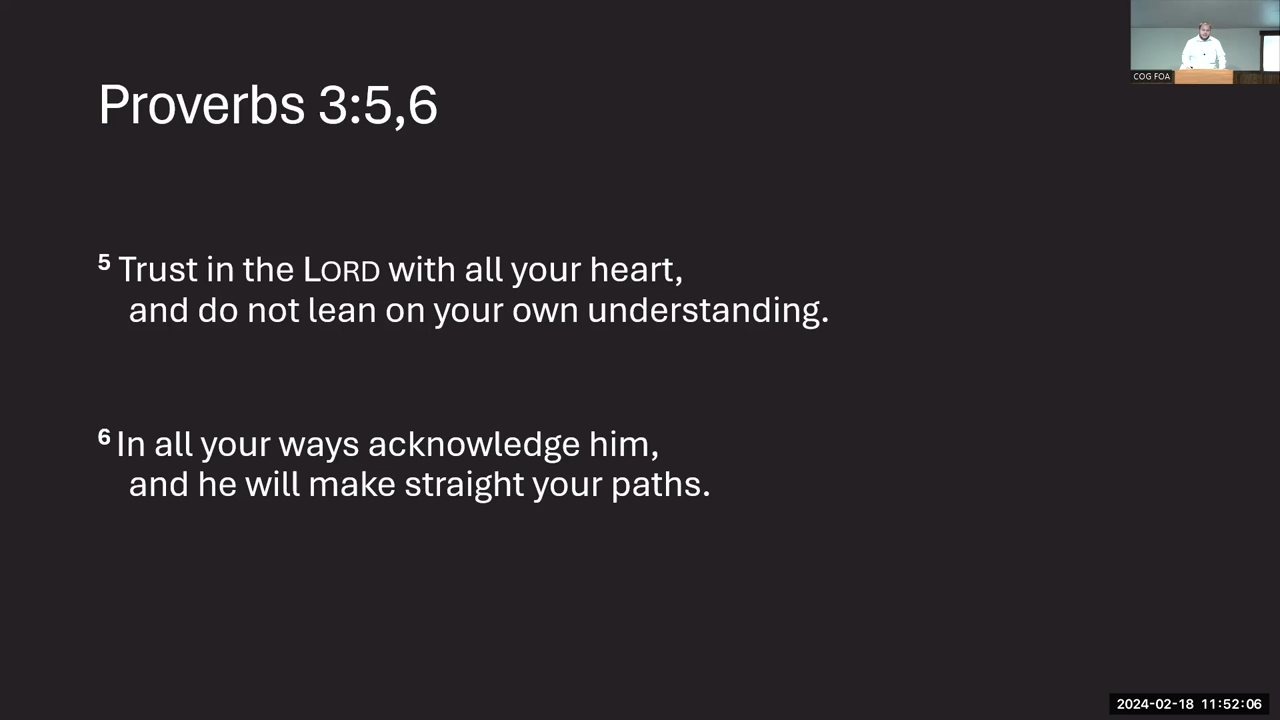 Proverbs 3:5,6
COG FOA
5 Trust in the LORD with all your heart,
and do not lean on your own understanding.
6 In all your ways acknowledge him,
and he will make straight your paths.
2024-02-18 11:52:06